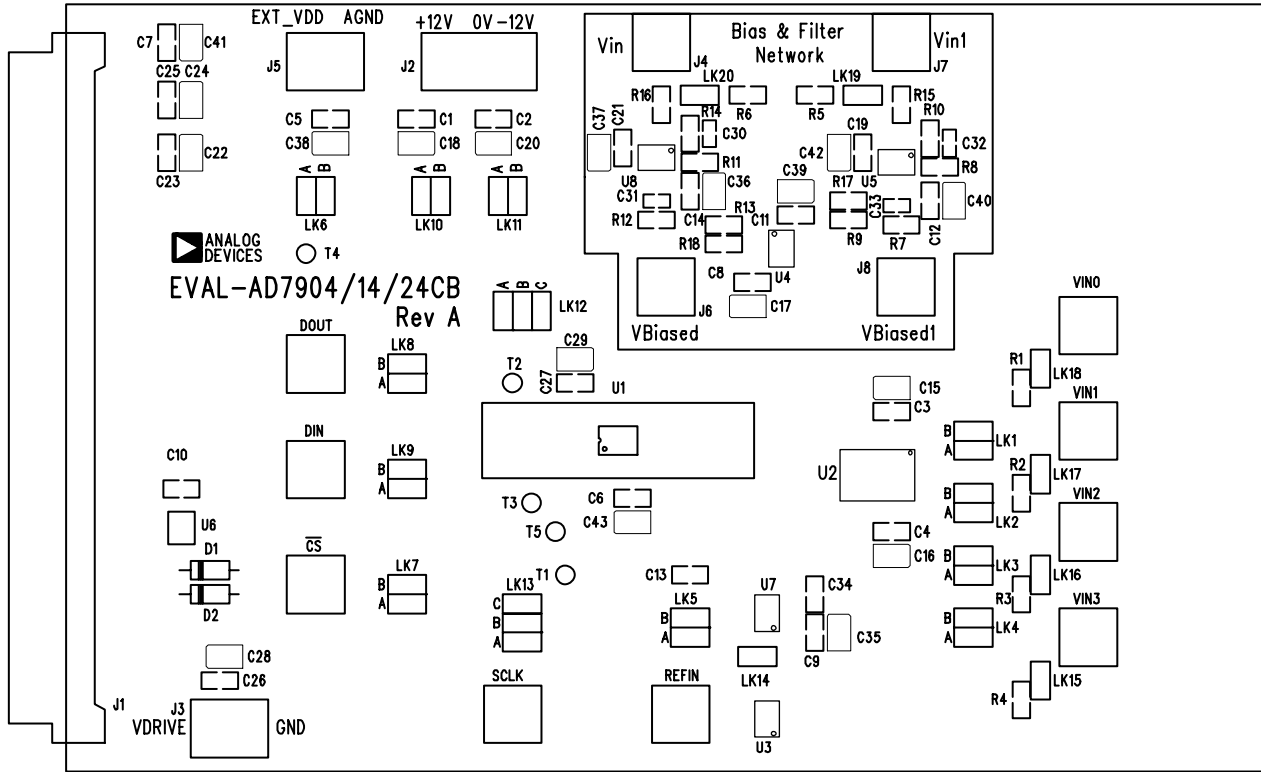 EXT_VDD AGND
+12V 0V -12V
C7
C41
J5
J2
C25 C24
C5
C38
C1
C18
C2
C20
C22
C23
A B
A B
A B
LK6
LK10
LK11
Vin
J4
Bias & Filter
Network
Vin1
J7
LK20
LK19
R16
R6
R5
R15
C37
C21
R14
C30
R10
C19
C42
C32
U8
R11
C39
U5
R8
C31
C36
R17
C33
C40
R12
C14
R13
C11
R9
R7
C12
R18
C8
U4
J8
C17
J6
VBiased
VBiased1
ANALOG
DEVICES
T4
EVAL-AD7904/14/24CB
Rev A
A B C
LK12
DOUT
LK8
B
A
C29
T2
C27
U1
VIN0
R1
LK18
C15
C3
VIN1
DIN
LK9
B
A
B
A
LK1
U2
R2
LK17
C10
T3
C6
C43
T5
B
A
LK2
VIN2
U6
D1
D2
CS
LK7
B
A
T1
LK13
C
B
A
C13
LK5
B
A
U7
C34
C4
C16
B
A
LK3
LK16
R3
VIN3
B
A
LK4
C35
C9
C28
C26
SCLK
REFIN
LK14
LK15
R4
J1
J3
VDRIVE
GND
U3